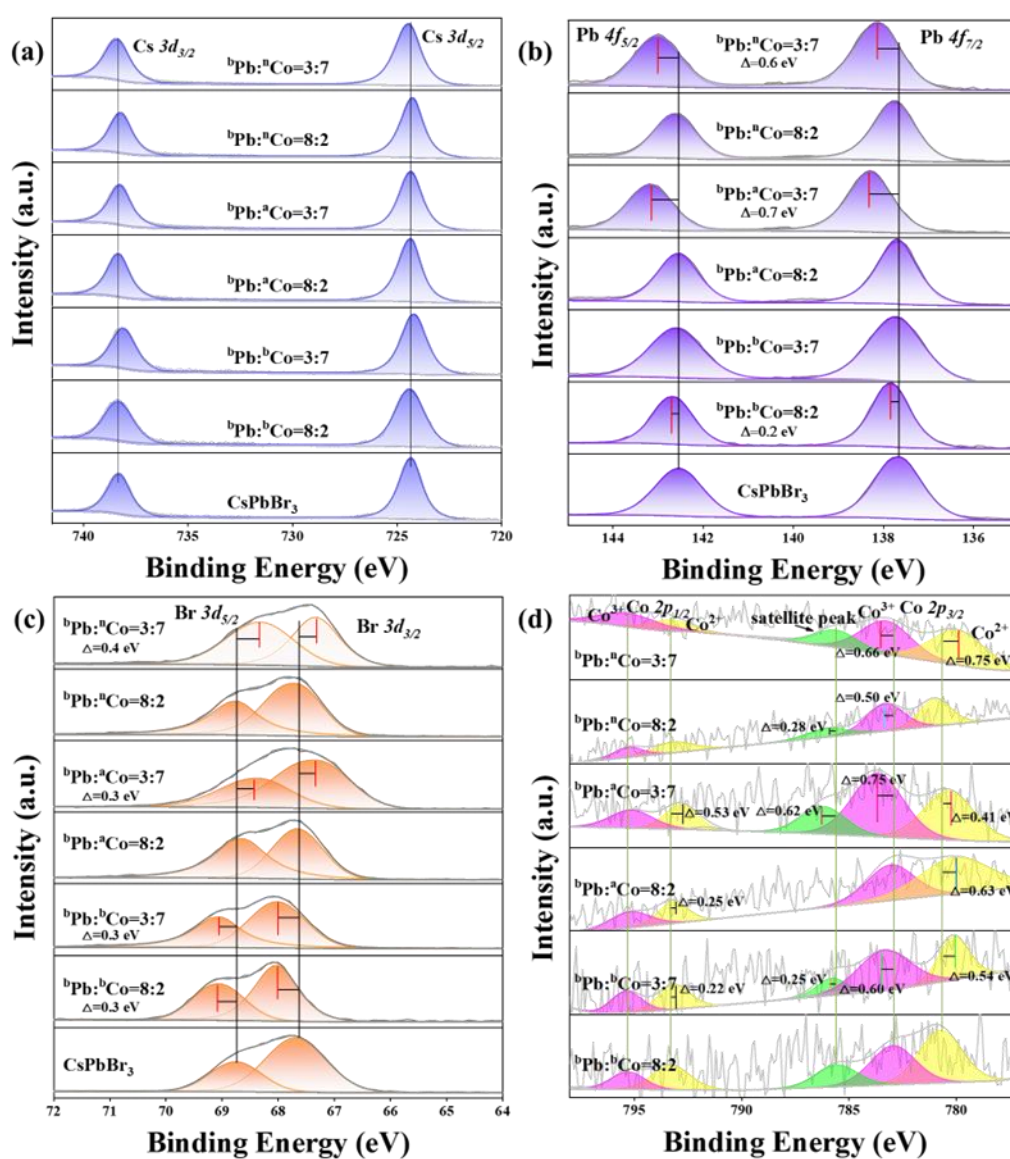 (a)
Cs 3d3/2
Cs 3d5/2
ᵇPb:ⁿCo=3:7
ᵇPb:ⁿCo=8:2
ᵇPb:ᵃCo=3:7
ᵇPb:ᵃCo=8:2
ᵇPb:ᵇCo=3:7
ᵇPb:ᵇCo=8:2
CsPbBr₃
Intensity (a.u.)
740 735 730 725 720
Binding Energy (eV)
(b)
Pb 4f5/2
Pb 4f7/2
ᵇPb:ⁿCo=3:7
Δ=0.6 eV
ᵇPb:ⁿCo=8:2
ᵇPb:ᵃCo=3:7
Δ=0.7 eV
ᵇPb:ᵃCo=8:2
ᵇPb:ᵇCo=3:7
ᵇPb:ᵇCo=8:2
Δ=0.2 eV
CsPbBr₃
Intensity (a.u.)
144 142 140 138 136
Binding Energy (eV)
(c)
Br 3d5/2
Br 3d3/2
ᵇPb:ⁿCo=3:7
Δ=0.4 eV
ᵇPb:ⁿCo=8:2
ᵇPb:ᵃCo=3:7
Δ=0.3 eV
ᵇPb:ᵃCo=8:2
ᵇPb:ᵇCo=3:7
Δ=0.3 eV
ᵇPb:ᵇCo=8:2
Δ=0.3 eV
CsPbBr₃
Intensity (a.u.)
72 71 70 69 68 67 66 65 64
Binding Energy (eV)
(d)
Co³⁺ Co 2p1/2
Co²⁺
satellite peak
Co³⁺ Co 2p3/2
Co²⁺
ᵇPb:ⁿCo=3:7
Δ=0.66 eV
Δ=0.75 eV
ᵇPb:ⁿCo=8:2
Δ=0.50 eV
Δ=0.28 eV
ᵇPb:ᵃCo=3:7
Δ=0.75 eV
Δ=0.53 eV
Δ=0.62 eV
Δ=0.41 eV
ᵇPb:ᵃCo=8:2
Δ=0.25 eV
Δ=0.63 eV
ᵇPb:ᵇCo=3:7
Δ=0.22 eV
Δ=0.25 eV
Δ=0.60 eV
Δ=0.54 eV
ᵇPb:ᵇCo=8:2
Intensity (a.u.)
795 790 785 780
Binding Energy (eV)